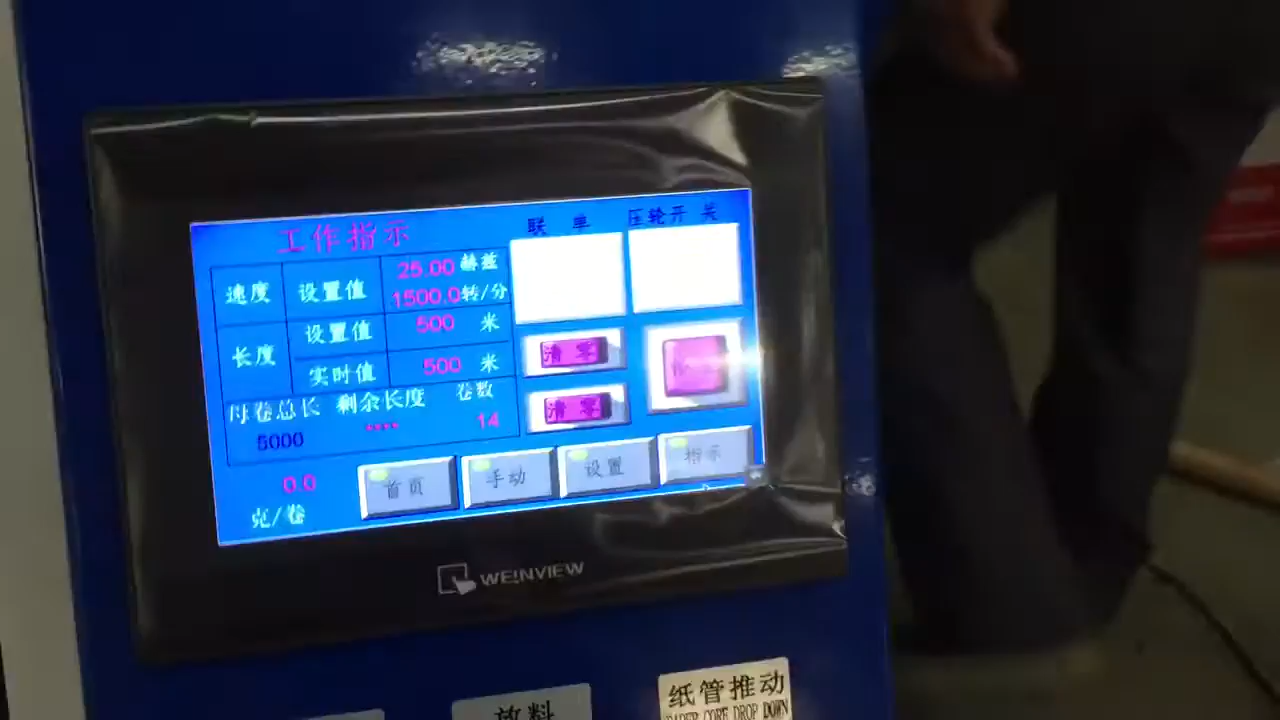 工作指示
联 单
压轮开 关
速度 设置值 25.00 赫兹
1500.0 转/分
长度 设置值 500 米
实时值 500 米
清 零
母卷总长 剩余长度 卷数
5000 **** 14
清 零
0.0
克/卷
首页 手动 设置 指示
WEINVIEW
放料
纸管推动
PAPER CORE DROP DOWN